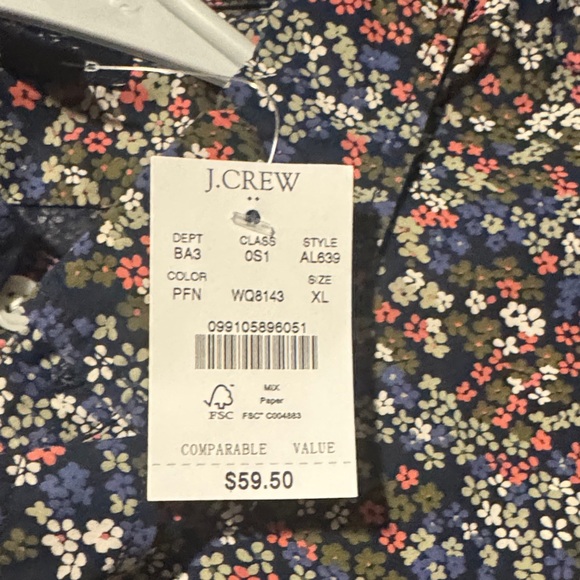 J.CREW
DEPT CLASS STYLE
BA3 0S1 AL639
COLOR SIZE
PFN WQ8143 XL
099105896051
MIX
Paper
FSC FSC™ C004883
COMPARABLE VALUE
$59.50